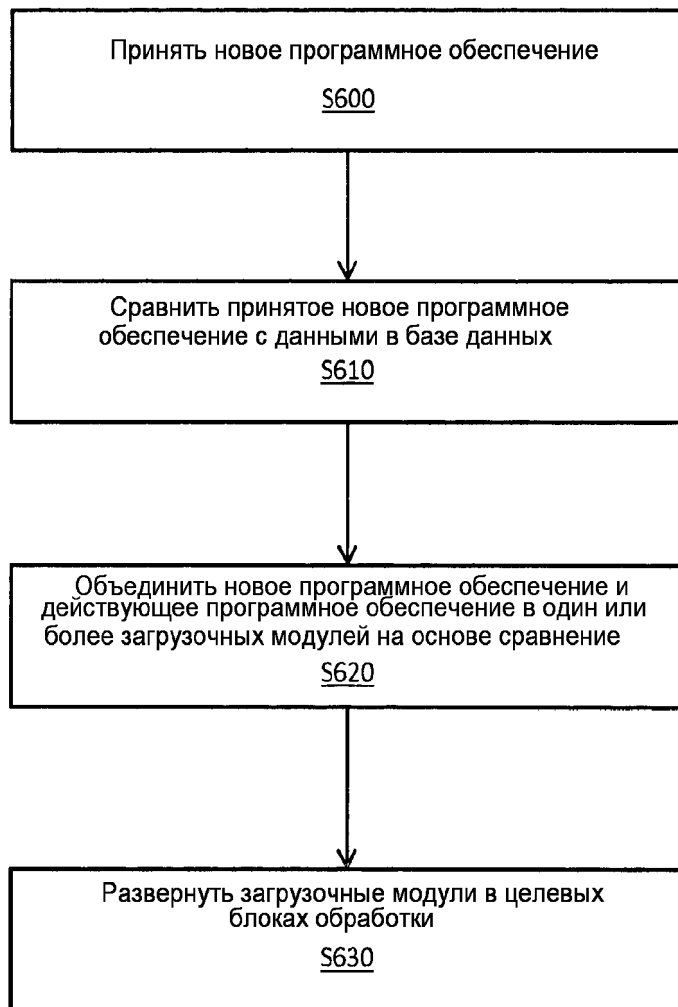 Принять новое программное обеспечение
S600
Сравнить принятое новое программное
обеспечение с данными в базе данных
S610
Объединить новое программное обеспечение и
действующее программное обеспечение в один или
более загрузочных модулей на основе сравнение
S620
Развернуть загрузочные модули в целевых
блоках обработки
S630